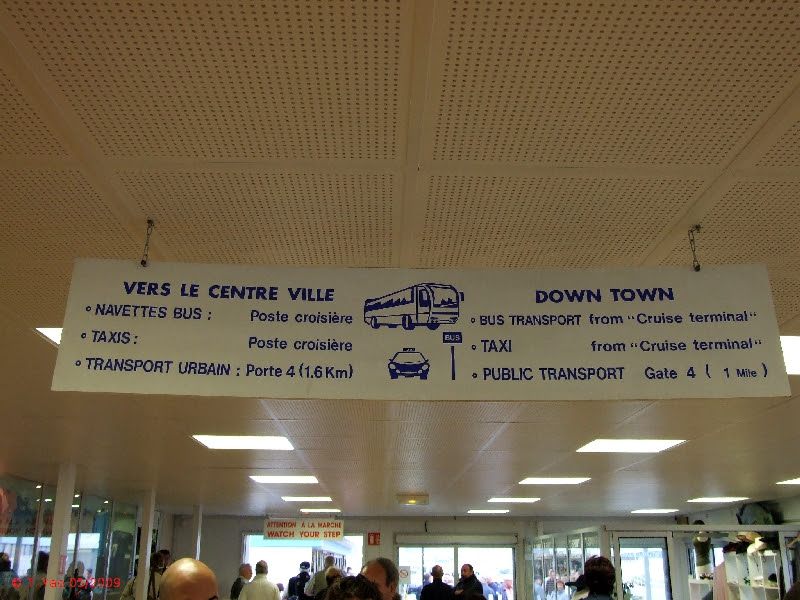 VERS LE CENTRE VILLE
° NAVETTES BUS : Poste croisière
° TAXIS : Poste croisière
° TRANSPORT URBAIN : Porte 4 (1,6 Km)
BUS
DOWN TOWN
° BUS TRANSPORT from "Cruise terminal"
° TAXI from "Cruise terminal"
° PUBLIC TRANSPORT Gate 4 ( 1 Mile )
ATTENTION A LA MARCHE
WATCH YOUR STEP